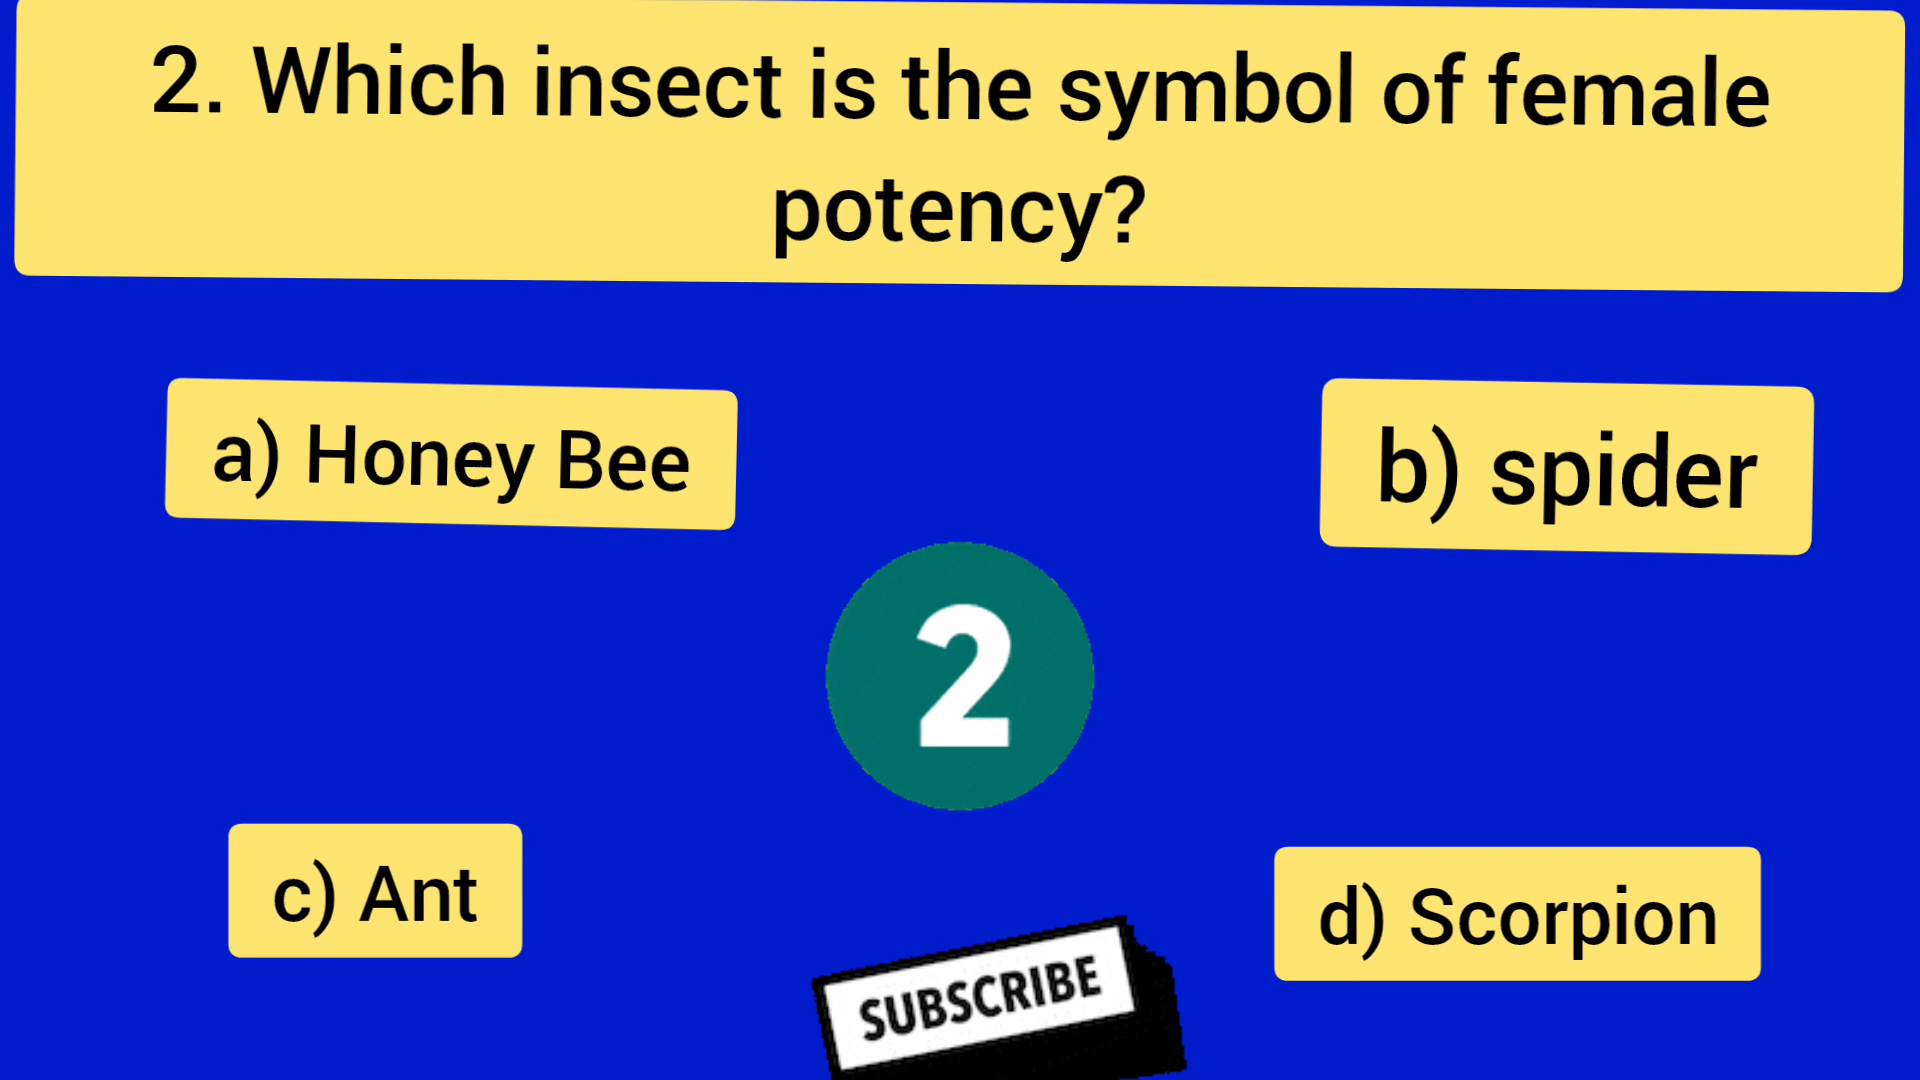 2. Which insect is the symbol of female
potency?
a) Honey Bee
b) spider
2
c) Ant
d) Scorpion
SUBSCRIBE